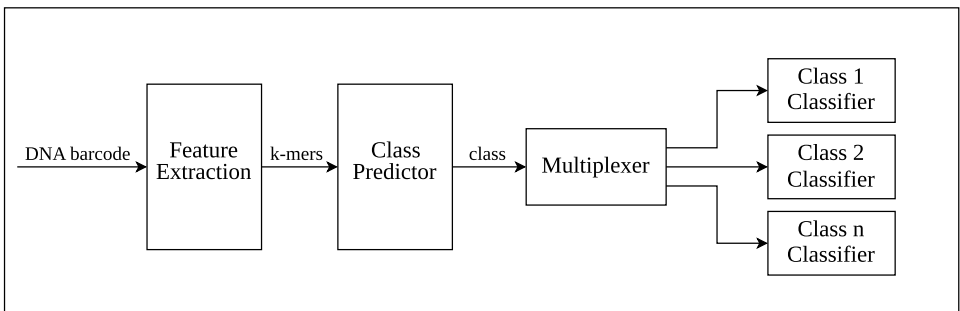 DNA barcode
Feature
Extraction
k-mers
Class
Predictor
class
Multiplexer
Class 1
Classifier
Class 2
Classifier
Class n
Classifier